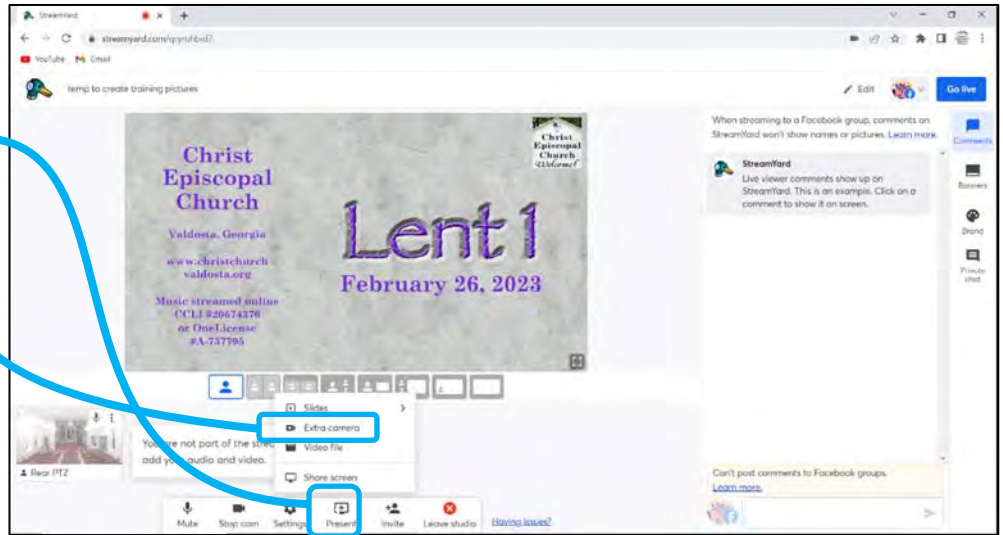 StreamYard
streamyard.com/
YouTube
Gmail
temp to create training pictures
Edit
Go live
Christ
Episcopal
Church
Valdosta, Georgia
www.christchurch
valdosta.org
Music streamed online
CCLI #20674376
or OneLicense
#A-737795
Christ
Episcopal
Church
Welcomes!
Lent 1
February 26, 2023
When streaming to a Facebook group, comments on
StreamYard won't show names or pictures. Learn more.
StreamYard
Live viewer comments show up on
StreamYard. This is an example. Click on a
comment to show it on screen.
Comments
Banners
Brand
Private
chat
Slides
Extra camera
Video file
Share screen
You are not part of the
add your audio and video.
Rear PTZ
Mute
Stop cam
Settings
Present
Invite
Leave studio
Having issues?
Can't post comments to Facebook groups.
Learn more.